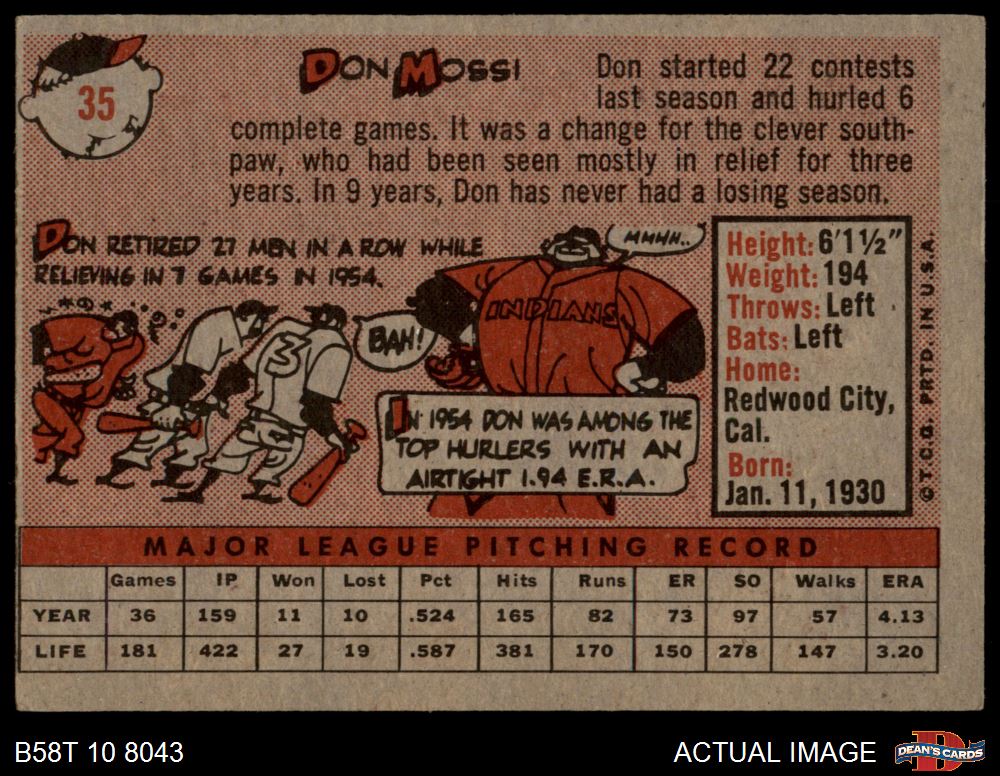 35
DON MOSSI
Don started 22 contests
last season and hurled 6
complete games. It was a change for the clever south-
paw, who had been seen mostly in relief for three
years. In 9 years, Don has never had a losing season.
DON RETIRED 27 MEN IN A ROW WHILE
RELIEVING IN 7 GAMES IN 1954.
MMHN..
BAH!
INDIANS
3
IN 1954 DON WAS AMONG THE
TOP HURLERS WITH AN
AIRTIGHT 1.94 E.R.A.
Height: 6'1½"
Weight: 194
Throws: Left
Bats: Left
Home:
Redwood City,
Cal.
Born:
Jan. 11, 1930
© T.C.G. PRTD. IN U.S.A.
MAJOR LEAGUE PITCHING RECORD
Games IP Won Lost Pct Hits Runs ER SO Walks ERA
YEAR 36 159 11 10 .524 165 82 73 97 57 4.13
LIFE 181 422 27 19 .587 381 170 150 278 147 3.20
B58T 10 8043
ACTUAL IMAGE
DEAN'S CARDS